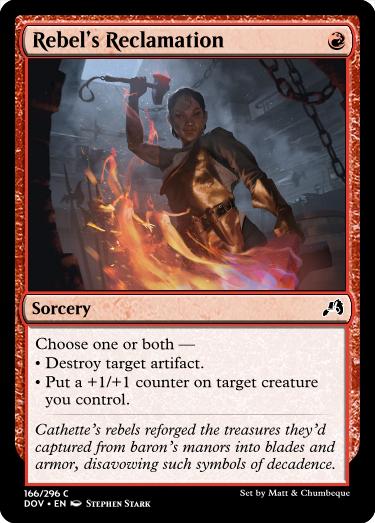 Rebel's Reclamation
Sorcery
Choose one or both —
• Destroy target artifact.
• Put a +1/+1 counter on target creature
you control.
Cathette's rebels reforged the treasures they'd
captured from baron's manors into blades and
armor, disavowing such symbols of decadence.
166/296 C
DOV • EN Stephen Stark
Set by Matt & Chumbeque